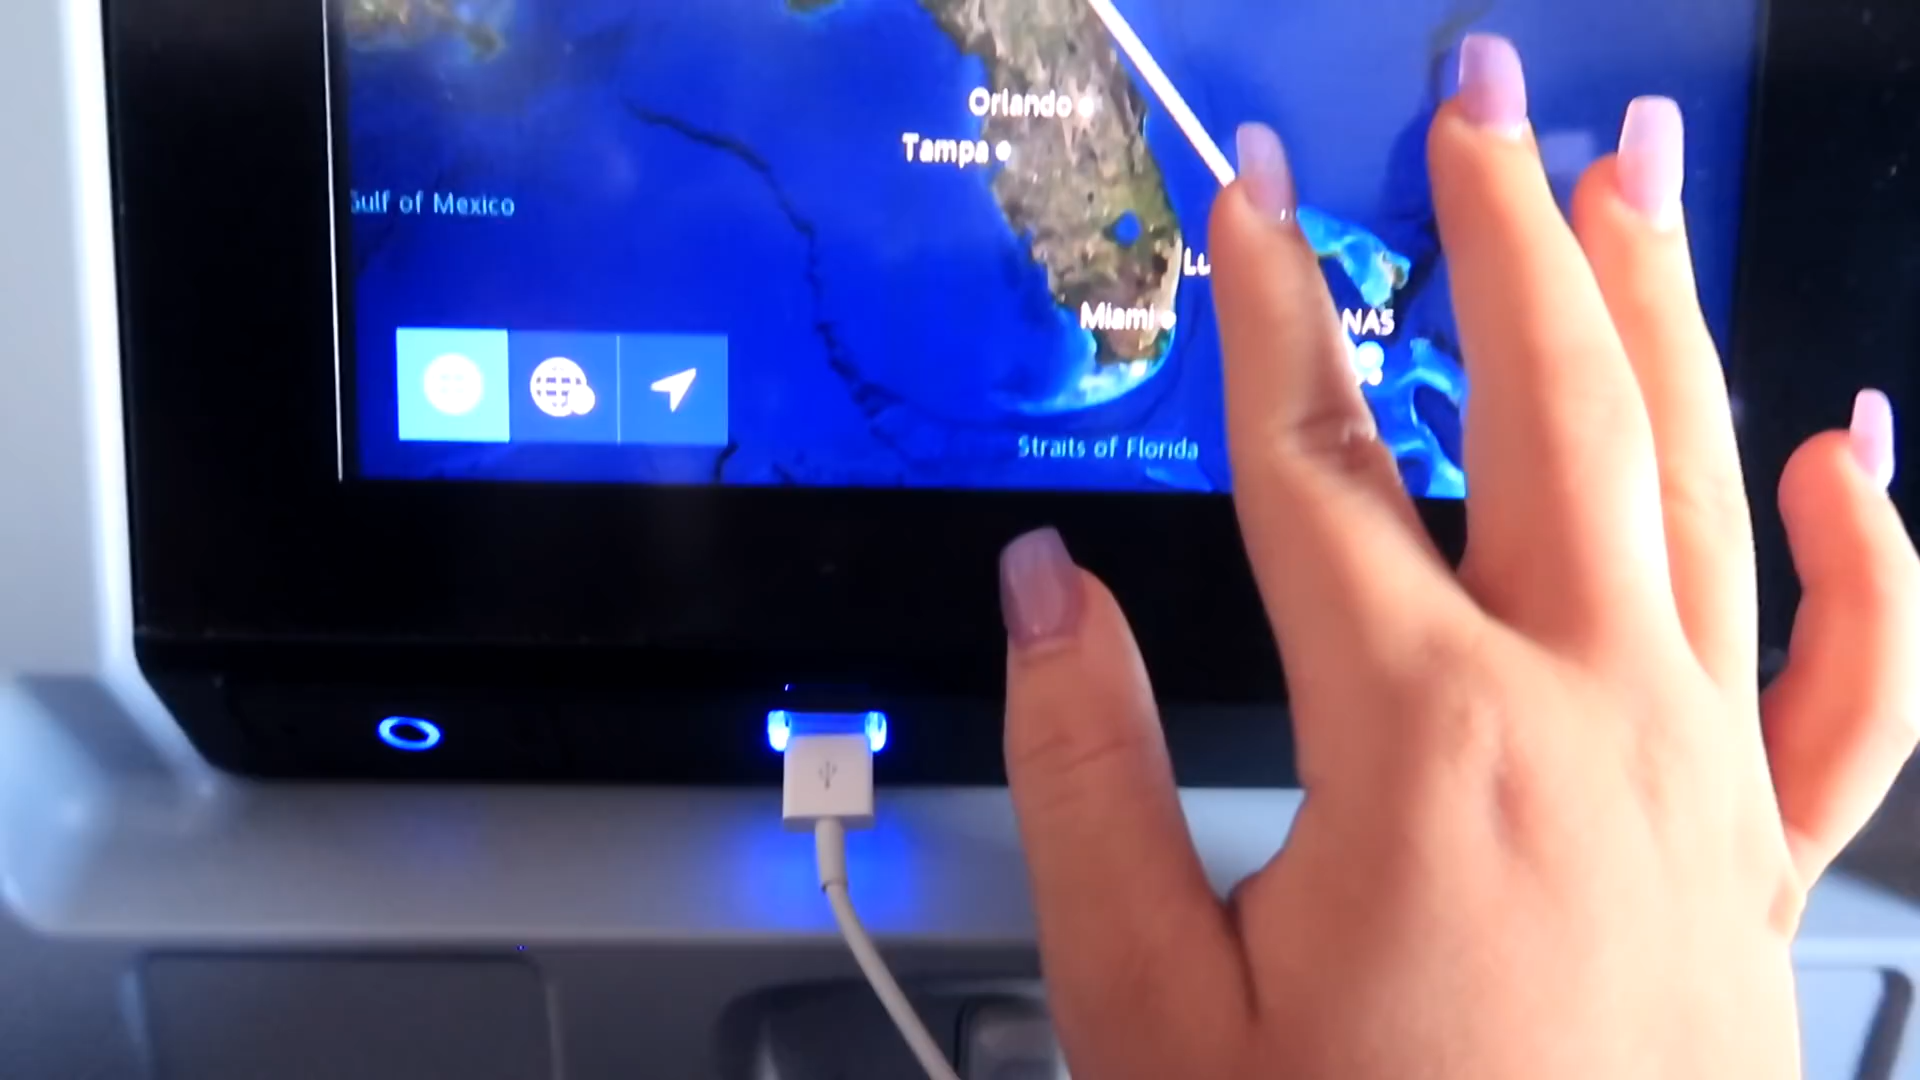 Orlando
Tampa
Gulf of Mexico
Miami
NAS
Straits of Florida